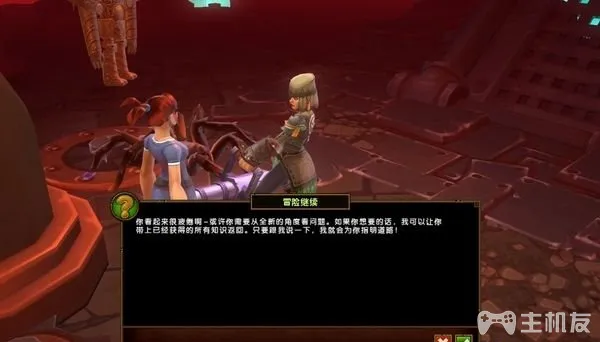 冒险继续
你看起来很疲惫啊-或许你需要从全新的角度看问题。如果你想要的话，我可以让你
带上已经获得的所有知识返回。只要跟我说一下，我就会为你指明道路！
主机友